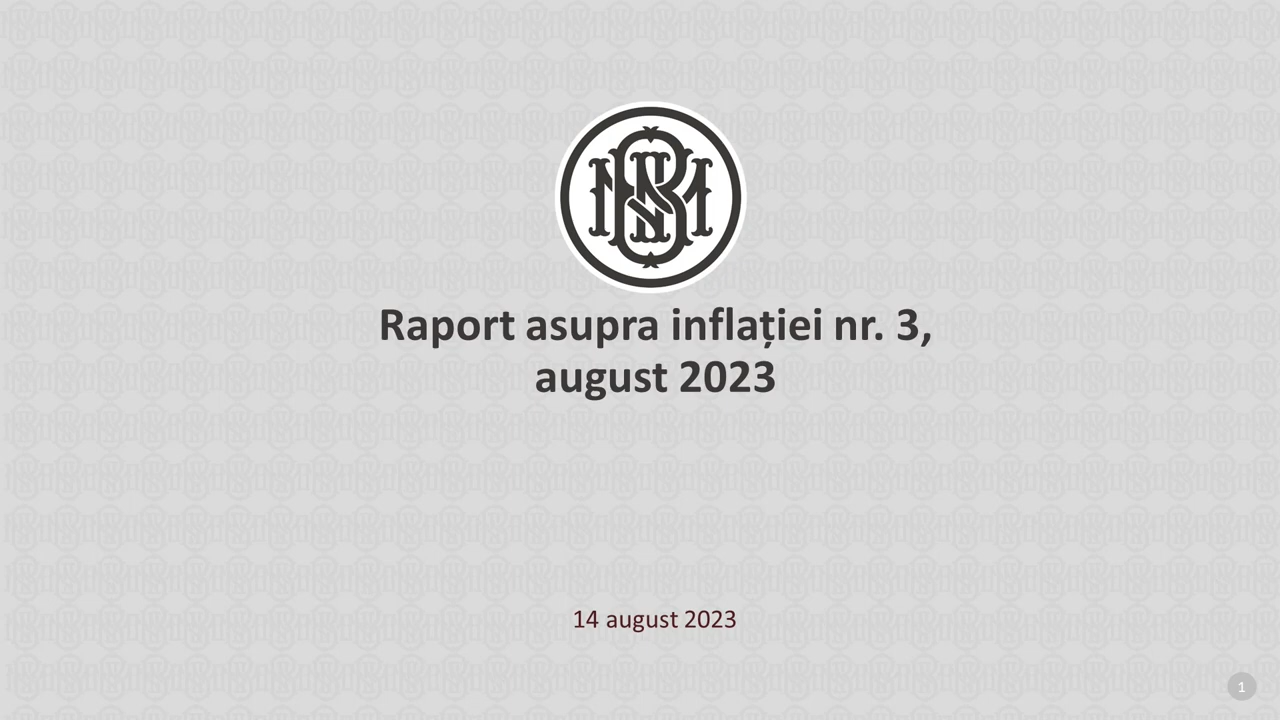 Raport asupra inflației nr. 3,
august 2023
14 august 2023
1